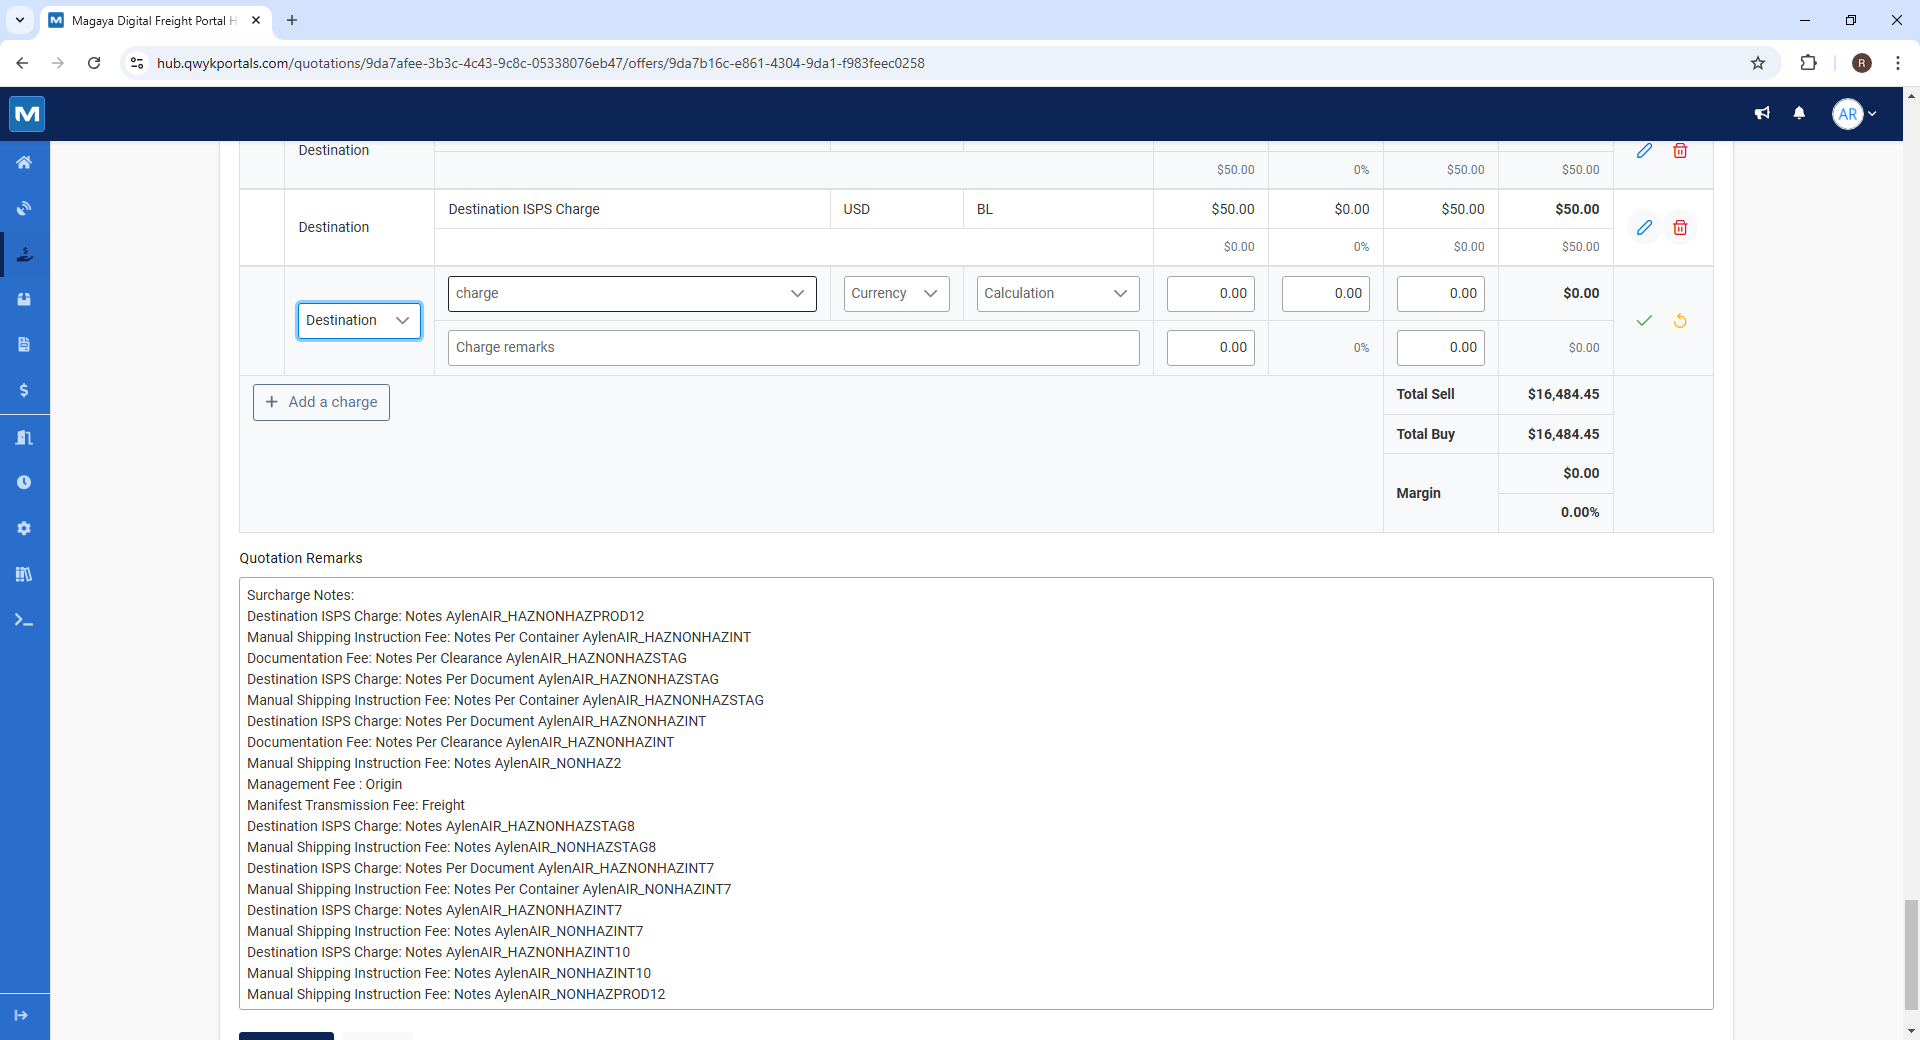 Magaya Digital Freight Portal H
hub.qwykportals.com/quotations/9da7afee-3b3c-4c43-9c8c-05338076eb47/offers/9da7b16c-e861-4304-9da1-f983feec0258
R
M
AR
Destination
$50.00 0% $50.00 $50.00
Destination Destination ISPS Charge USD BL $50.00 $0.00 $50.00 $50.00
$0.00 0% $0.00 $50.00
Destination charge Currency Calculation 0.00 0.00 0.00 $0.00
Charge remarks 0.00 0% 0.00 $0.00
+ Add a charge
Total Sell $16,484.45
Total Buy $16,484.45
Margin $0.00
0.00%
Quotation Remarks
Surcharge Notes:
Destination ISPS Charge: Notes AylenAIR_HAZNONHAZPROD12
Manual Shipping Instruction Fee: Notes Per Container AylenAIR_HAZNONHAZINT
Documentation Fee: Notes Per Clearance AylenAIR_HAZNONHAZSTAG
Destination ISPS Charge: Notes Per Document AylenAIR_HAZNONHAZSTAG
Manual Shipping Instruction Fee: Notes Per Container AylenAIR_HAZNONHAZSTAG
Destination ISPS Charge: Notes Per Document AylenAIR_HAZNONHAZINT
Documentation Fee: Notes Per Clearance AylenAIR_HAZNONHAZINT
Manual Shipping Instruction Fee: Notes AylenAIR_NONHAZ2
Management Fee : Origin
Manifest Transmission Fee: Freight
Destination ISPS Charge: Notes AylenAIR_HAZNONHAZSTAG8
Manual Shipping Instruction Fee: Notes AylenAIR_NONHAZSTAG8
Destination ISPS Charge: Notes Per Document AylenAIR_HAZNONHAZINT7
Manual Shipping Instruction Fee: Notes Per Container AylenAIR_NONHAZINT7
Destination ISPS Charge: Notes AylenAIR_HAZNONHAZINT7
Manual Shipping Instruction Fee: Notes AylenAIR_NONHAZINT7
Destination ISPS Charge: Notes AylenAIR_HAZNONHAZINT10
Manual Shipping Instruction Fee: Notes AylenAIR_NONHAZINT10
Manual Shipping Instruction Fee: Notes AylenAIR_NONHAZPROD12